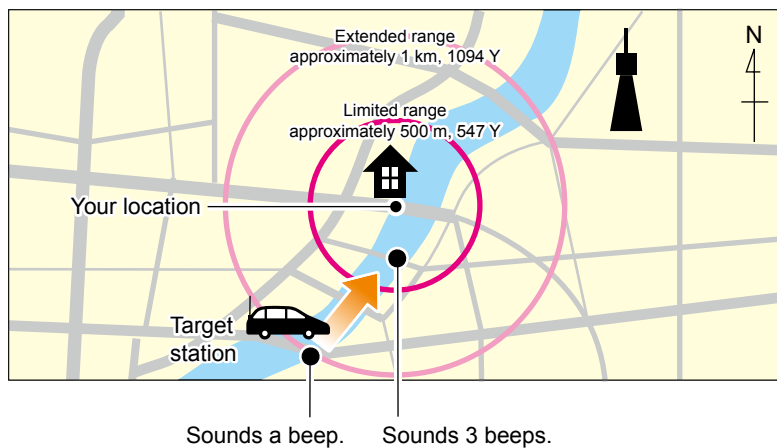 Extended range
approximately 1 km, 1094 Y
N
Limited range
approximately 500 m, 547 Y
Your location
Target
station
Sounds a beep.
Sounds 3 beeps.